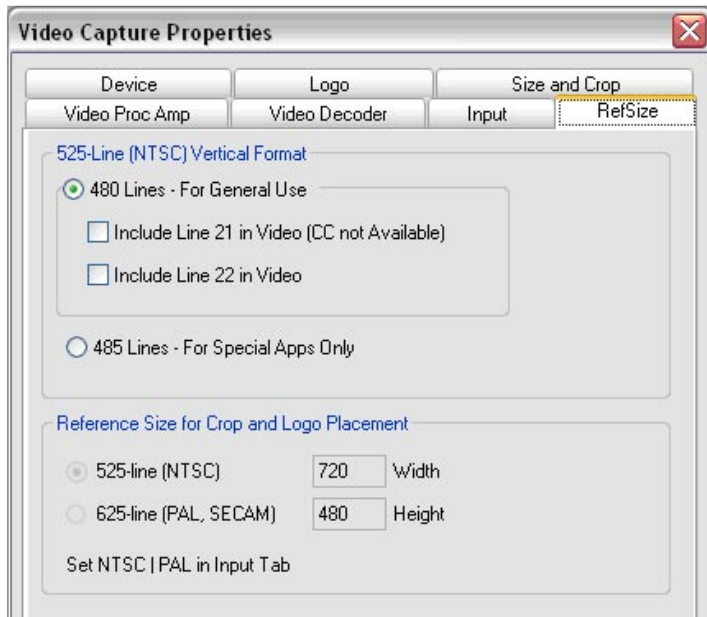 Video Capture Properties
Device Logo Size and Crop
Video Proc Amp Video Decoder Input RefSize
525-Line (NTSC) Vertical Format
480 Lines - For General Use
Include Line 21 in Video (CC not Available)
Include Line 22 in Video
485 Lines - For Special Apps Only
Reference Size for Crop and Logo Placement
525-line (NTSC) 720 Width
625-line (PAL, SECAM) 480 Height
Set NTSC | PAL in Input Tab